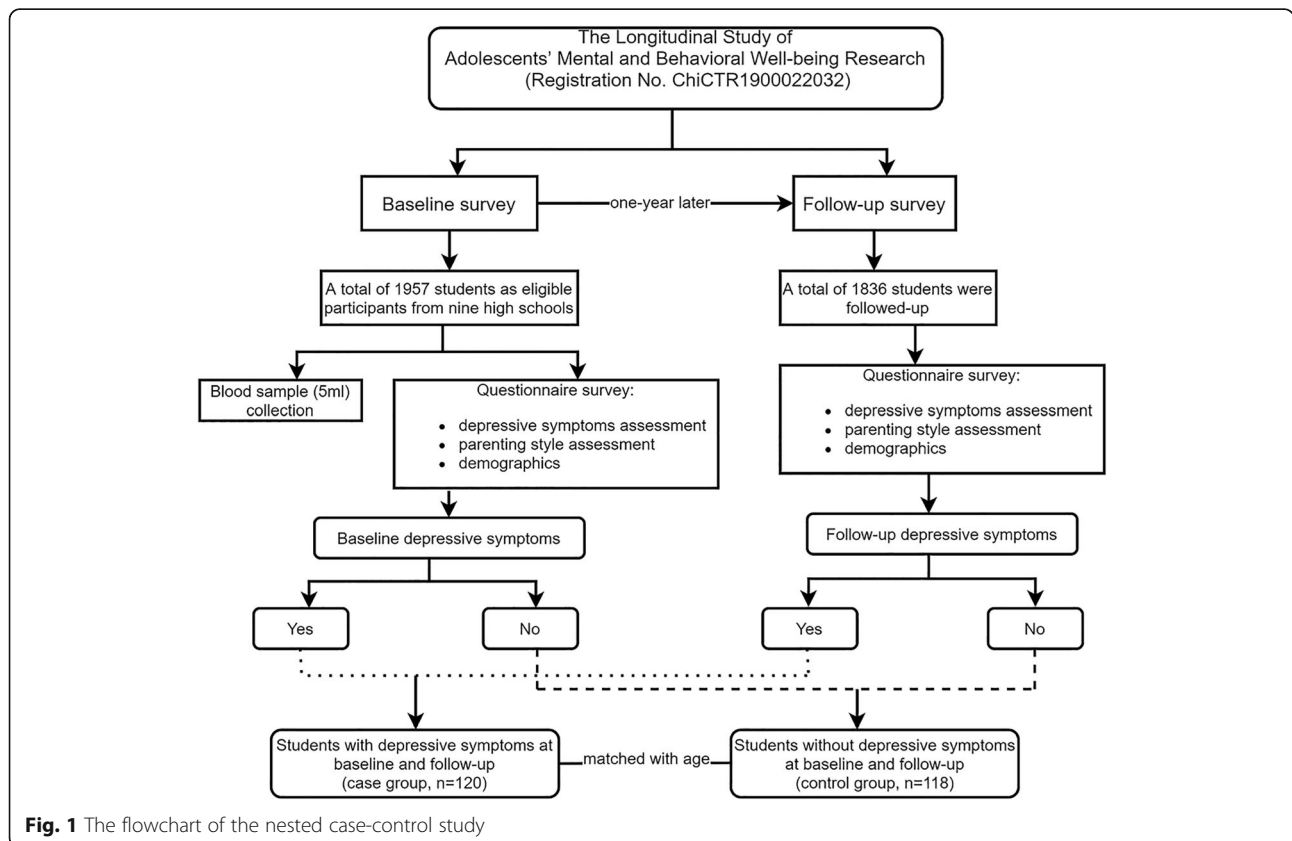 The Longitudinal Study of
Adolescents' Mental and Behavioral Well-being Research
(Registration No. ChiCTR1900022032)
Baseline survey
one-year later
Follow-up survey
A total of 1957 students as eligible
participants from nine high schools
A total of 1836 students were
followed-up
Blood sample (5ml)
collection
Questionnaire survey:
• depressive symptoms assessment
• parenting style assessment
• demographics
Questionnaire survey:
• depressive symptoms assessment
• parenting style assessment
• demographics
Baseline depressive symptoms
Follow-up depressive symptoms
Yes
No
Yes
No
Students with depressive symptoms at
baseline and follow-up
(case group, n=120)
matched with age
Students without depressive symptoms
at baseline and follow-up
(control group, n=118)
Fig. 1 The flowchart of the nested case-control study